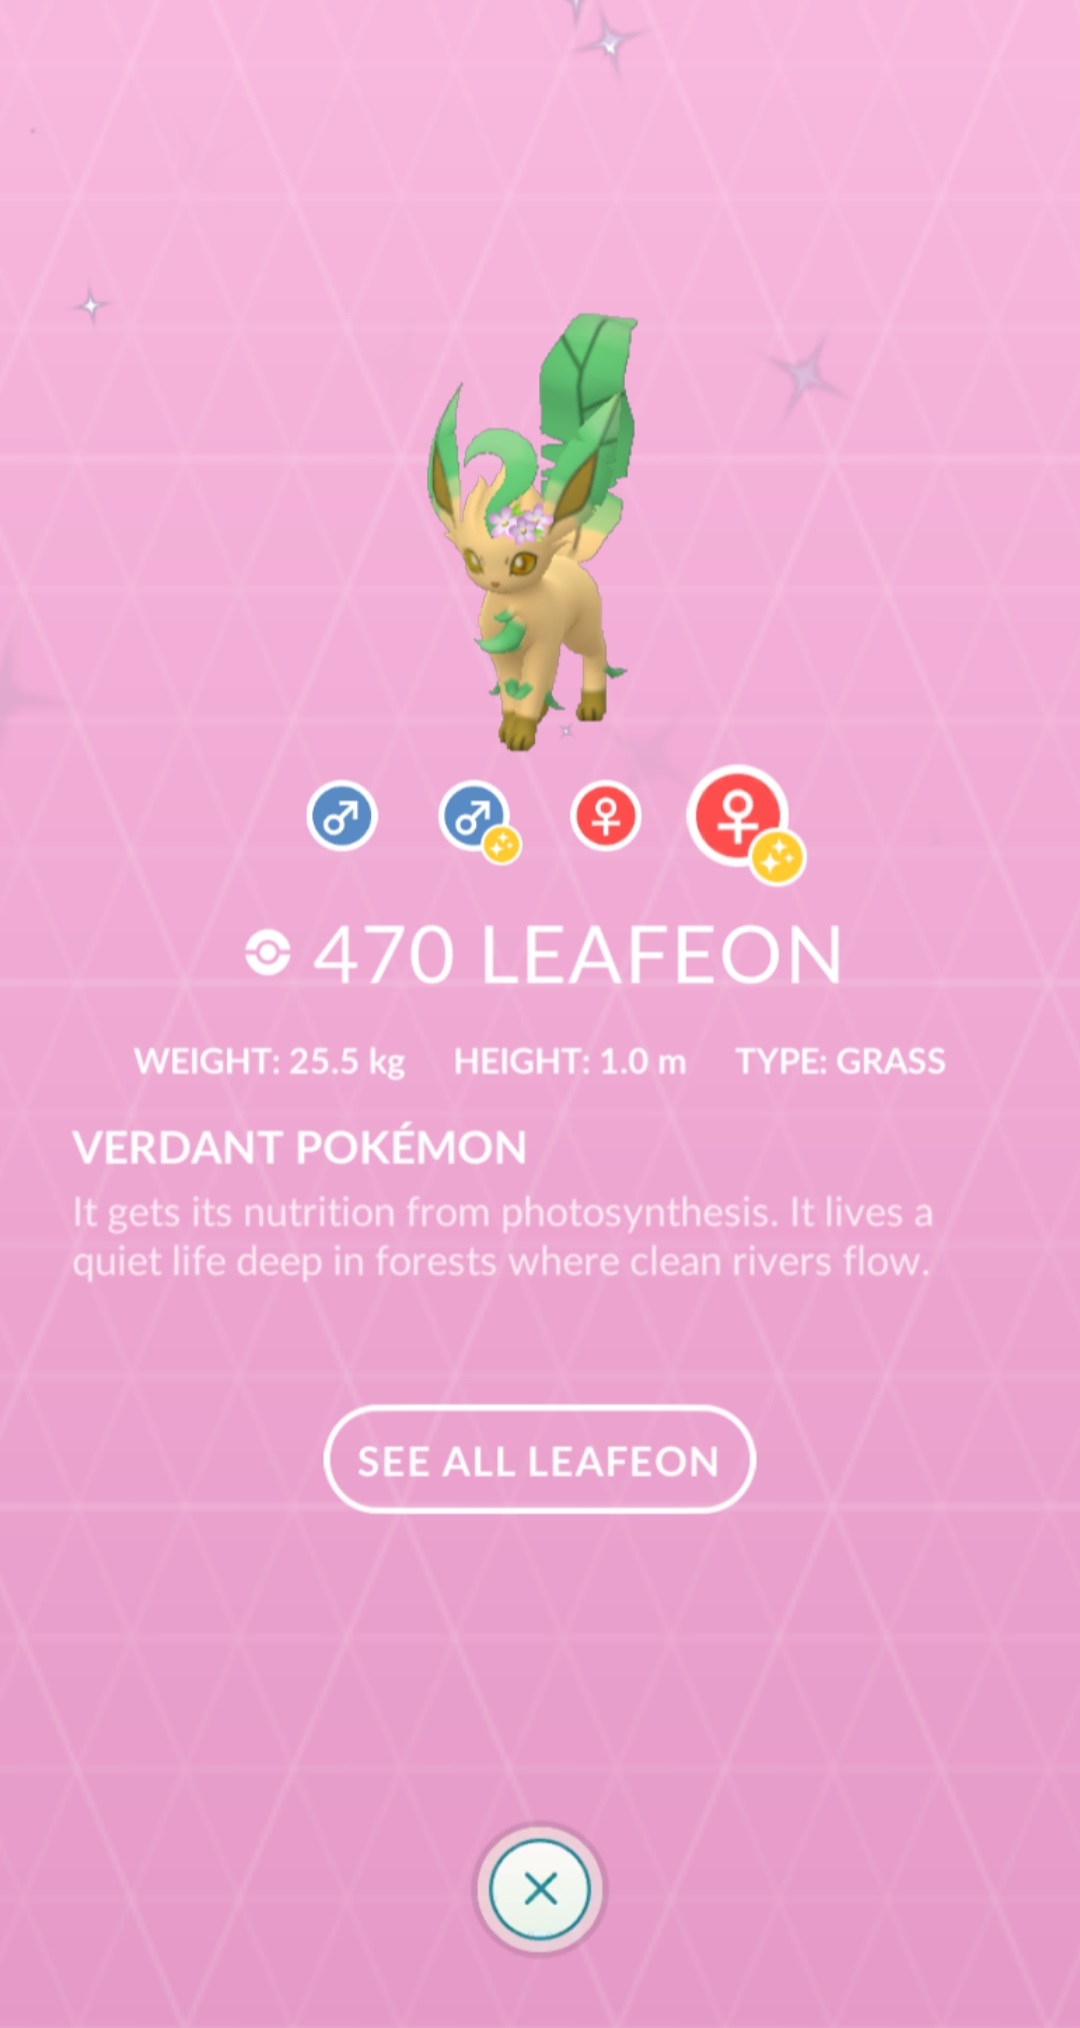 470 LEAFEON
WEIGHT: 25.5 kg HEIGHT: 1.0 m TYPE: GRASS
VERDANT POKÉMON
It gets its nutrition from photosynthesis. It lives a
quiet life deep in forests where clean rivers flow.
SEE ALL LEAFEON